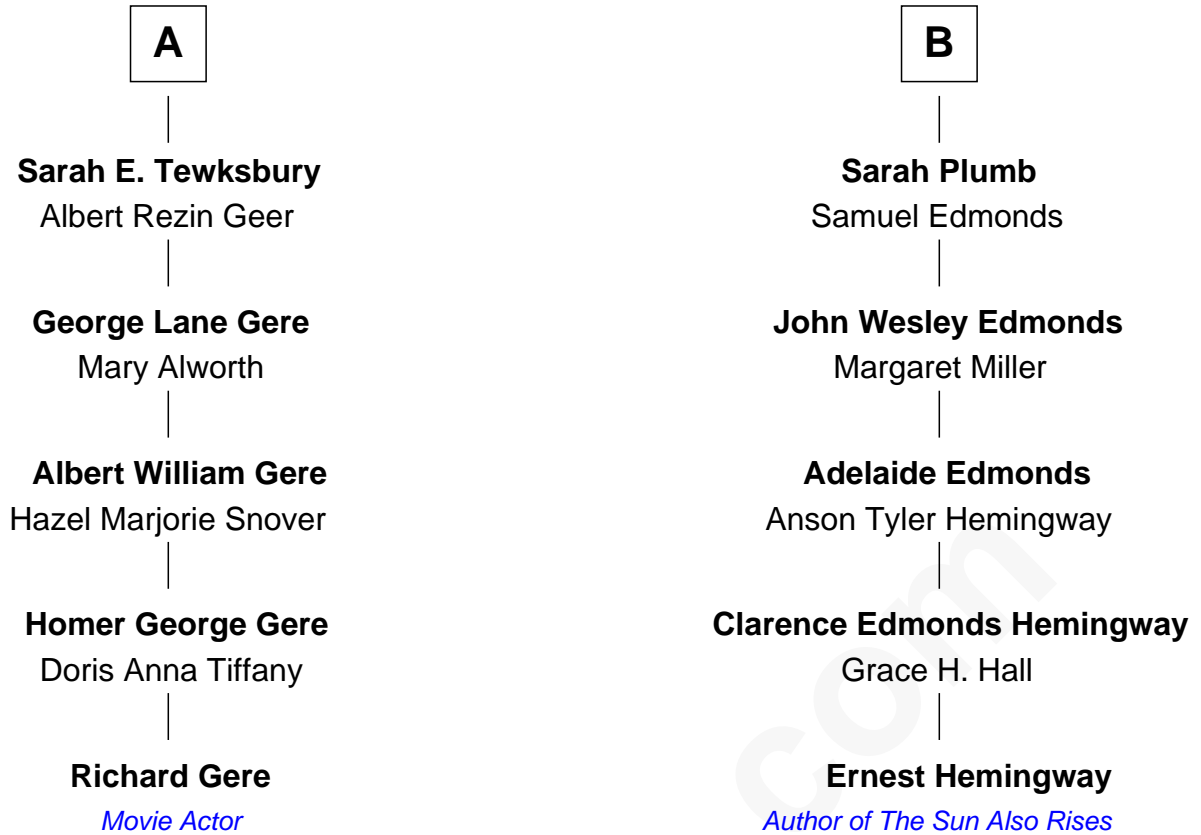 A
Sarah E. Tewksbury
Albert Rezin Geer
George Lane Gere
Mary Alworth
Albert William Gere
Hazel Marjorie Snover
Homer George Gere
Doris Anna Tiffany
Richard Gere
Movie Actor
B
Sarah Plumb
Samuel Edmonds
John Wesley Edmonds
Margaret Miller
Adelaide Edmonds
Anson Tyler Hemingway
Clarence Edmonds Hemingway
Grace H. Hall
Ernest Hemingway
Author of The Sun Also Rises
com